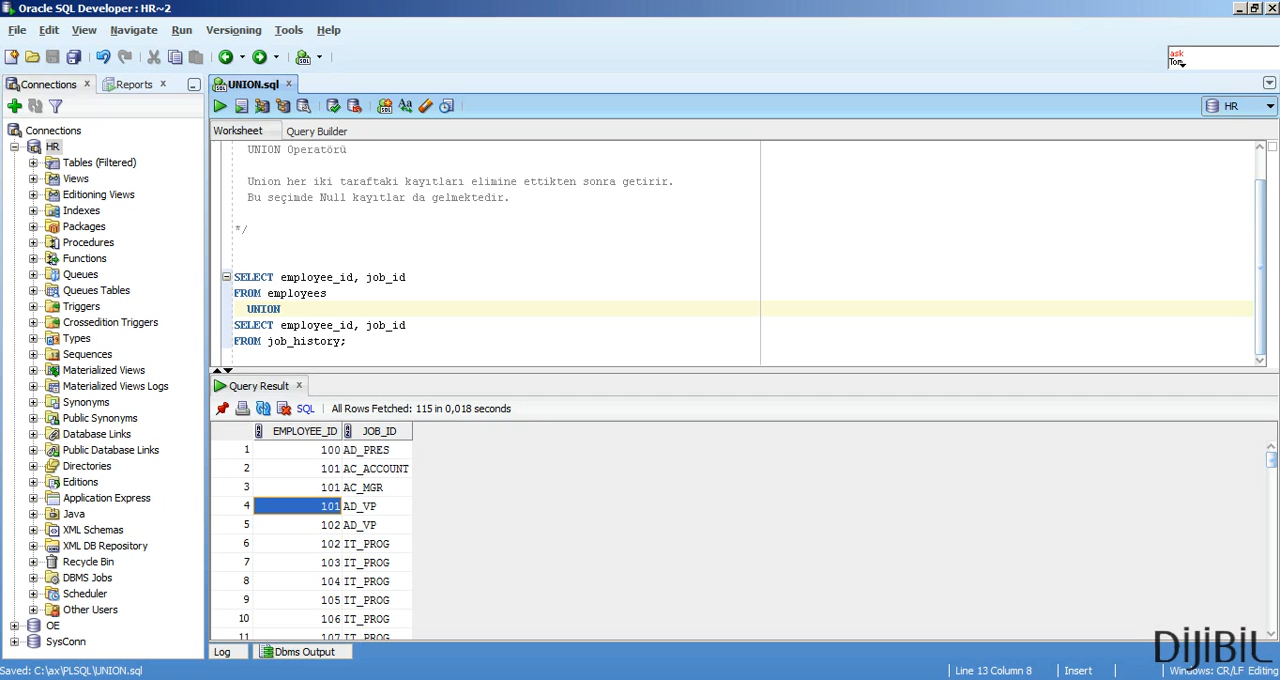 Oracle SQL Developer : HR~2
File Edit View Navigate Run Versioning Tools Help
ask
Tom
Connections
Reports
UNION.sql
HR
Worksheet
Query Builder
Connections
HR
Tables (Filtered)
Views
Editioning Views
Indexes
Packages
Procedures
Functions
Queues
Queues Tables
Triggers
Crossedition Triggers
Types
Sequences
Materialized Views
Materialized Views Logs
Synonyms
Public Synonyms
Database Links
Public Database Links
Directories
Editions
Application Express
Java
XML Schemas
XML DB Repository
Recycle Bin
DBMS Jobs
Scheduler
Other Users
OE
SysConn
UNION Operatörü
Union her iki taraftaki kayıtları elimine ettikten sonra getirir.
Bu seçimde Null kayıtlar da gelmektedir.
*/
SELECT employee_id, job_id
FROM employees
UNION
SELECT employee_id, job_id
FROM job_history;
Query Result
SQL | All Rows Fetched: 115 in 0,018 seconds
EMPLOYEE_ID JOB_ID
1 100 AD_PRES
2 101 AC_ACCOUNT
3 101 AC_MGR
4 101 AD_VP
5 102 AD_VP
6 102 IT_PROG
7 103 IT_PROG
8 104 IT_PROG
9 105 IT_PROG
10 106 IT_PROG
11 107 IT_PROG
Log
Dbms Output
DijiBiL
Saved: C:\ax\PLSQL\UNION.sql
Line 13 Column 8
Insert
Windows: CR/LF Editing